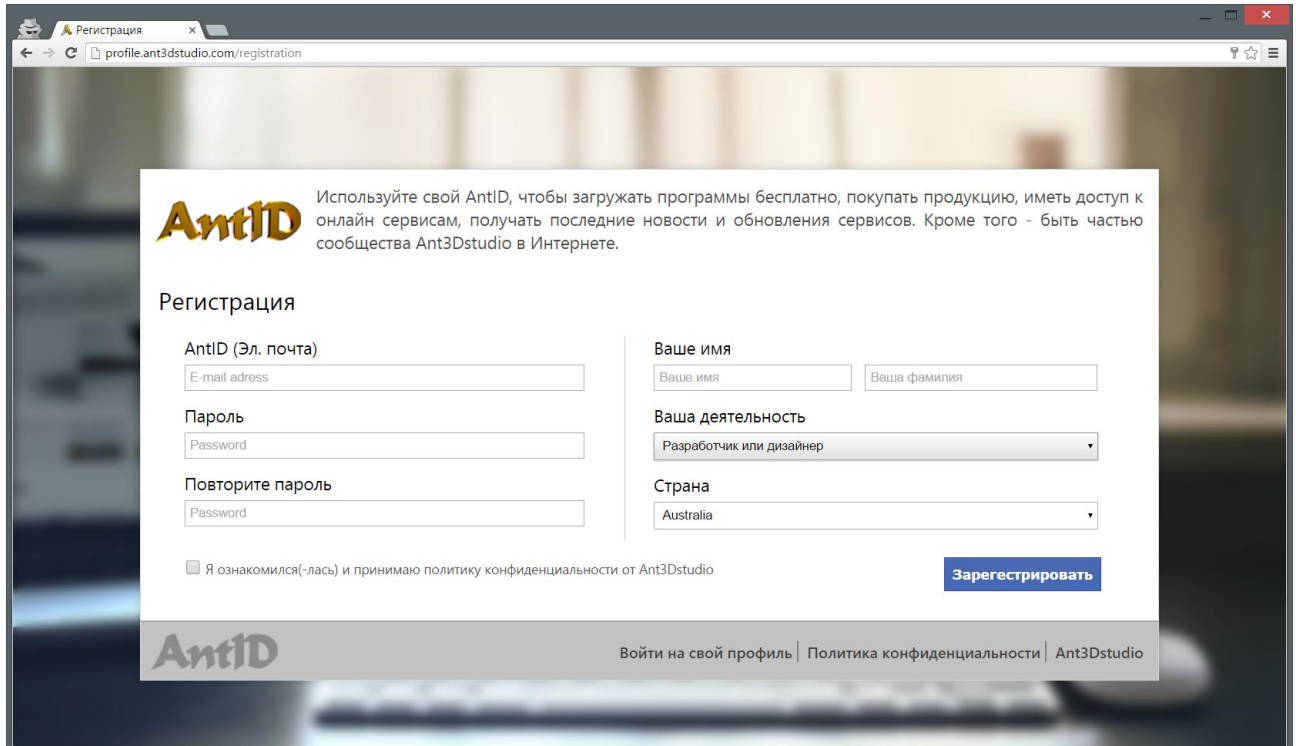 Регистрация
profile.ant3dstudio.com/registration
AntID
Используйте свой AntID, чтобы загружать программы бесплатно, покупать продукцию, иметь доступ к
онлайн сервисам, получать последние новости и обновления сервисов. Кроме того - быть частью
сообщества Ant3Dstudio в Интернете.
Регистрация
AntID (Эл. почта)
E-mail adress
Пароль
Password
Повторите пароль
Password
Ваше имя
Ваше имя Ваша фамилия
Ваша деятельность
Разработчик или дизайнер
Страна
Australia
Я ознакомился(-лась) и принимаю политику конфиденциальности от Ant3Dstudio
Зарегестрировать
AntID
Войти на свой профиль | Политика конфиденциальности | Ant3Dstudio